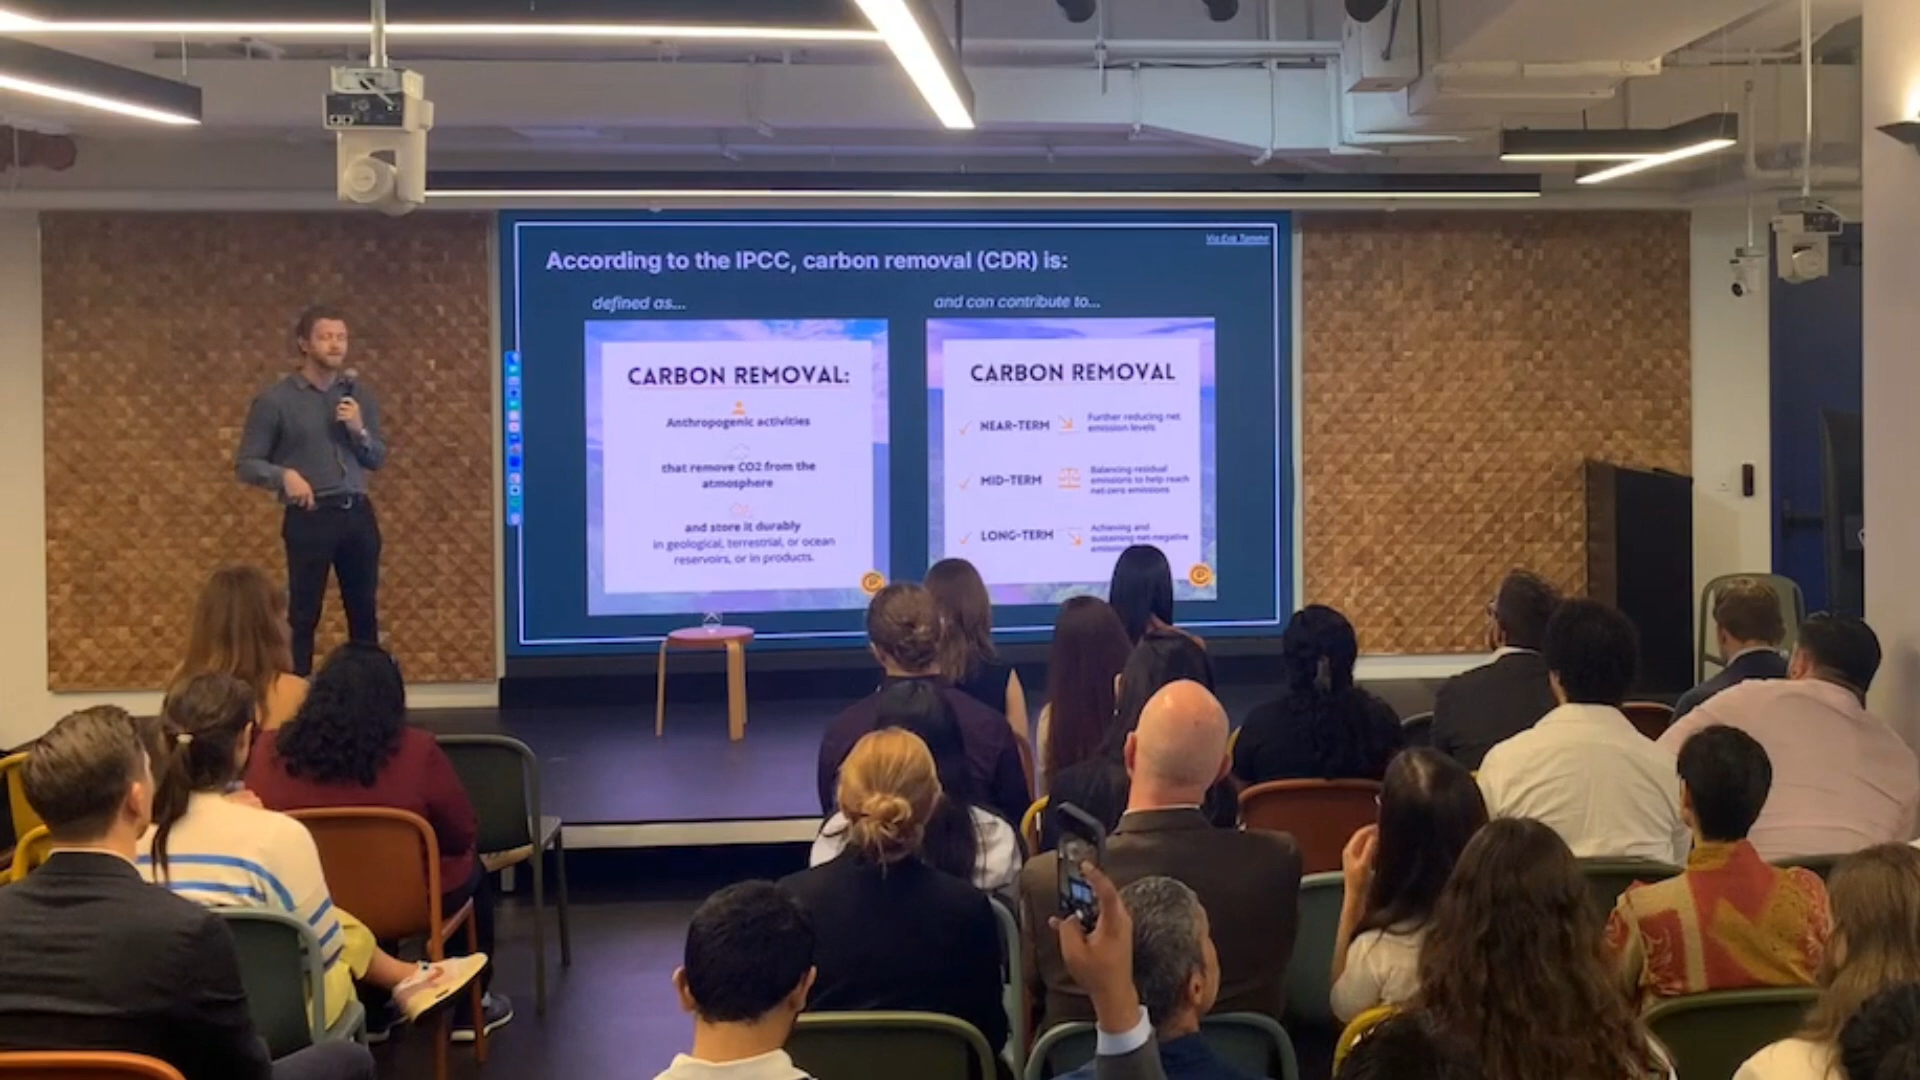 Via Eve Tamme
According to the IPCC, carbon removal (CDR) is:
defined as...
and can contribute to...
CARBON REMOVAL:
Anthropogenic activities
that remove CO2 from the
atmosphere
and store it durably
in geological, terrestrial, or ocean
reservoirs, or in products.
CARBON REMOVAL
NEAR-TERM
Further reducing net
emission levels
MID-TERM
Balancing residual
emissions to help reach
net-zero emissions
LONG-TERM
Achieving and
sustaining net-negative